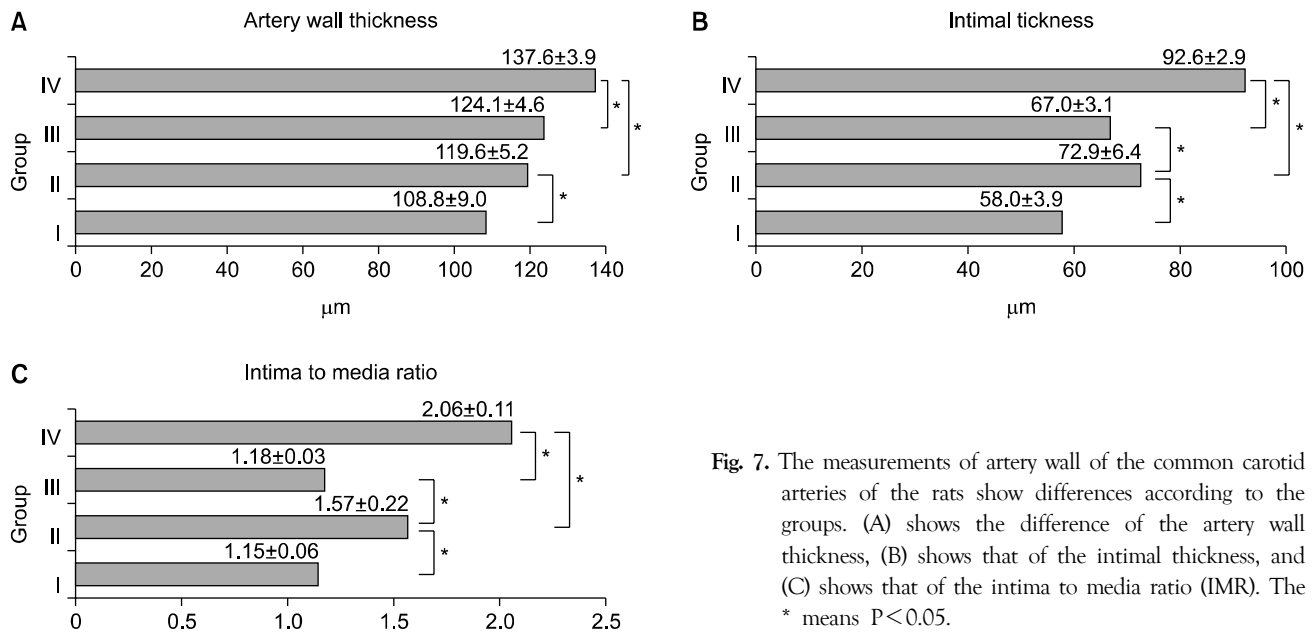 A
Artery wall thickness
Group
IV
137.6±3.9
III
124.1±4.6
II
119.6±5.2
I
108.8±9.0
*
*
*
0 20 40 60 80 100 120 140
μm
B
Intimal tickness
Group
IV
92.6±2.9
III
67.0±3.1
II
72.9±6.4
I
58.0±3.9
*
*
*
*
0 20 40 60 80 100
μm
C
Intima to media ratio
Group
IV
2.06±0.11
III
1.18±0.03
II
1.57±0.22
I
1.15±0.06
*
*
*
*
0 0.5 1.0 1.5 2.0 2.5
Fig. 7. The measurements of artery wall of the common carotid
arteries of the rats show differences according to the
groups. (A) shows the difference of the artery wall
thickness, (B) shows that of the intimal thickness, and
(C) shows that of the intima to media ratio (IMR). The
* means P<0.05.